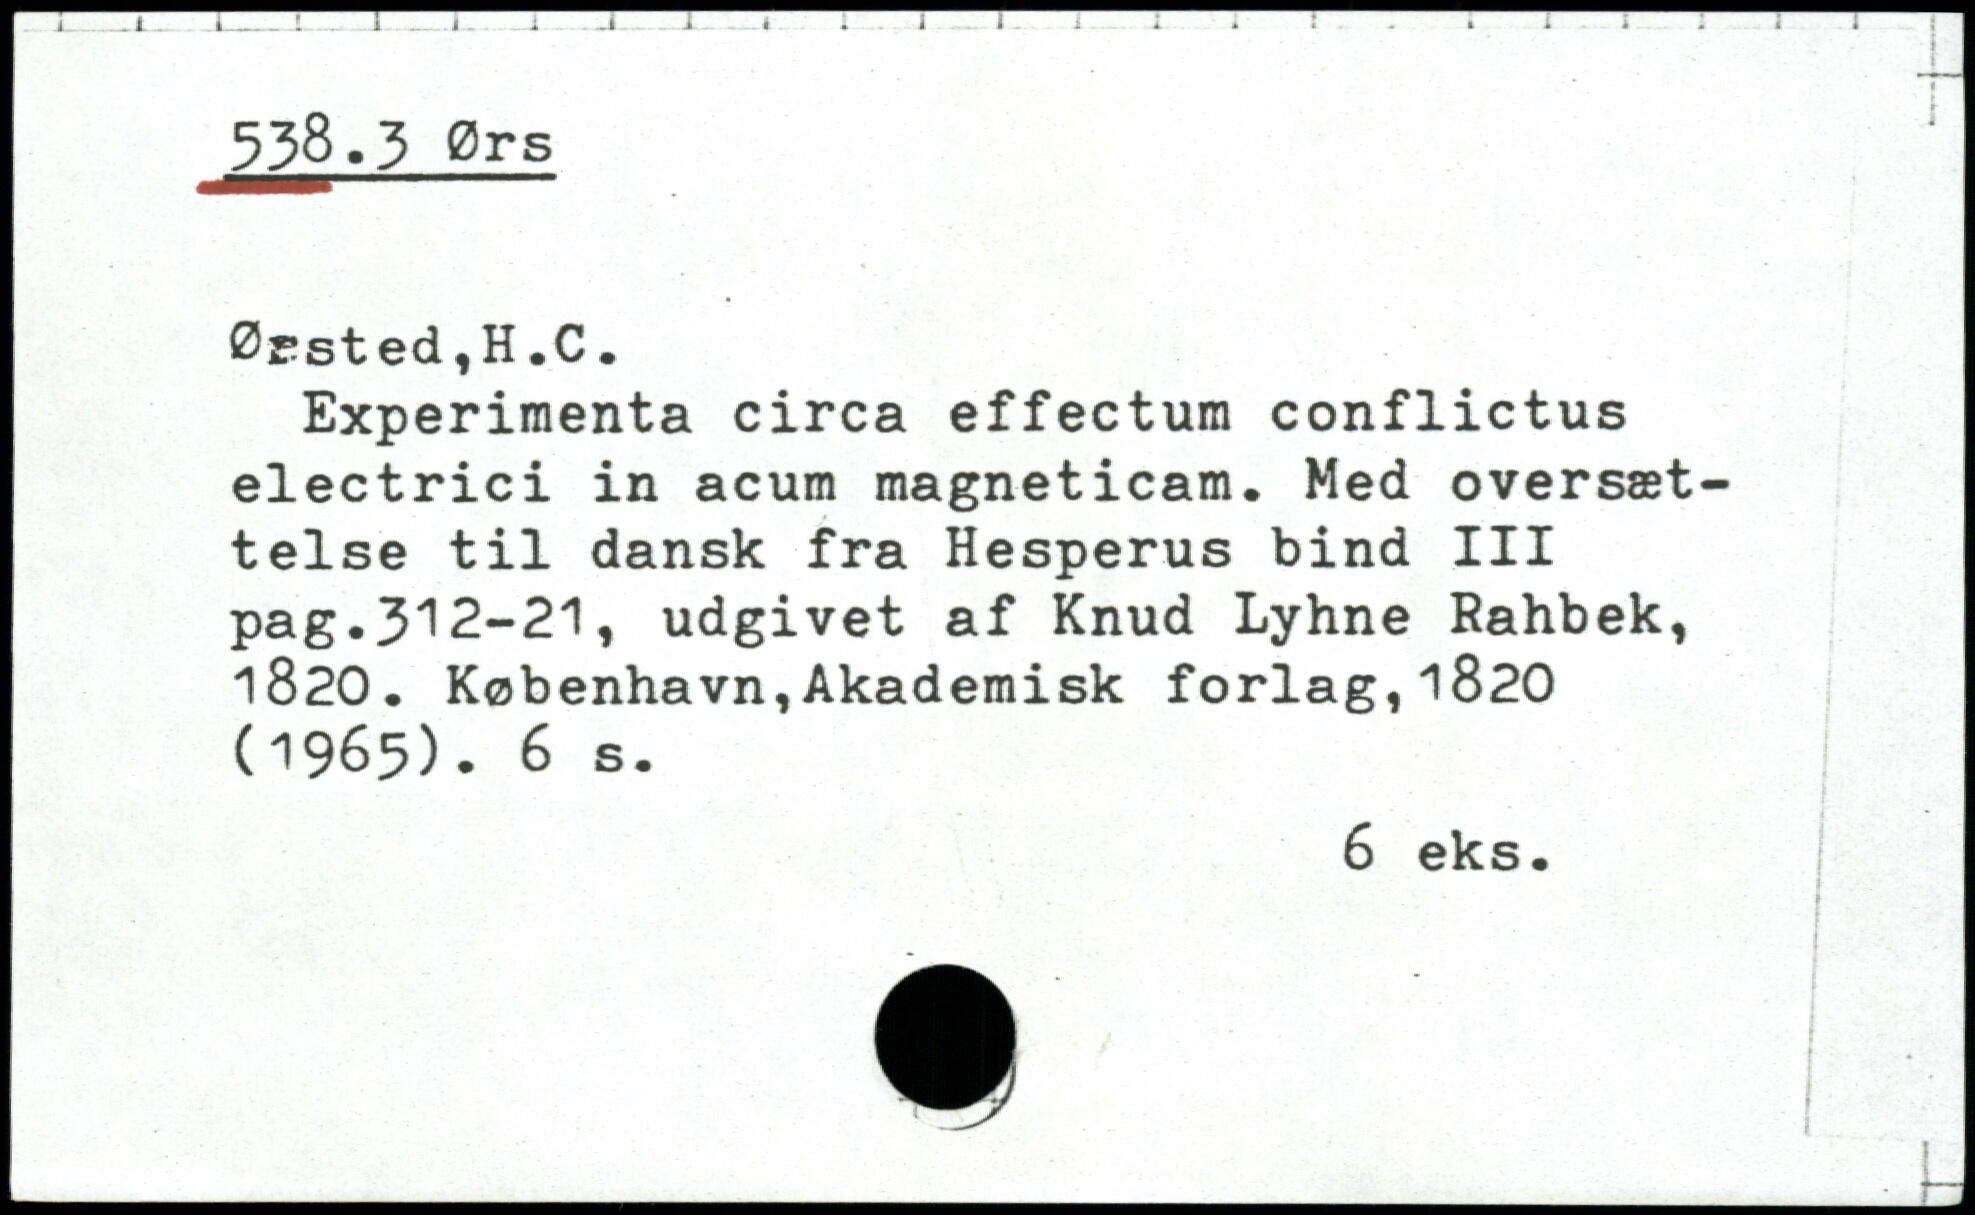 538.3 Ørs
Ørsted,H.C.
Experimenta circa effectum conflictus
electrici in acum magneticam. Med oversæt-
telse til dansk fra Hesperus bind III
pag.312-21, udgivet af Knud Lyhne Rahbek,
1820. København,Akademisk forlag,1820
(1965). 6 s.
6 eks.